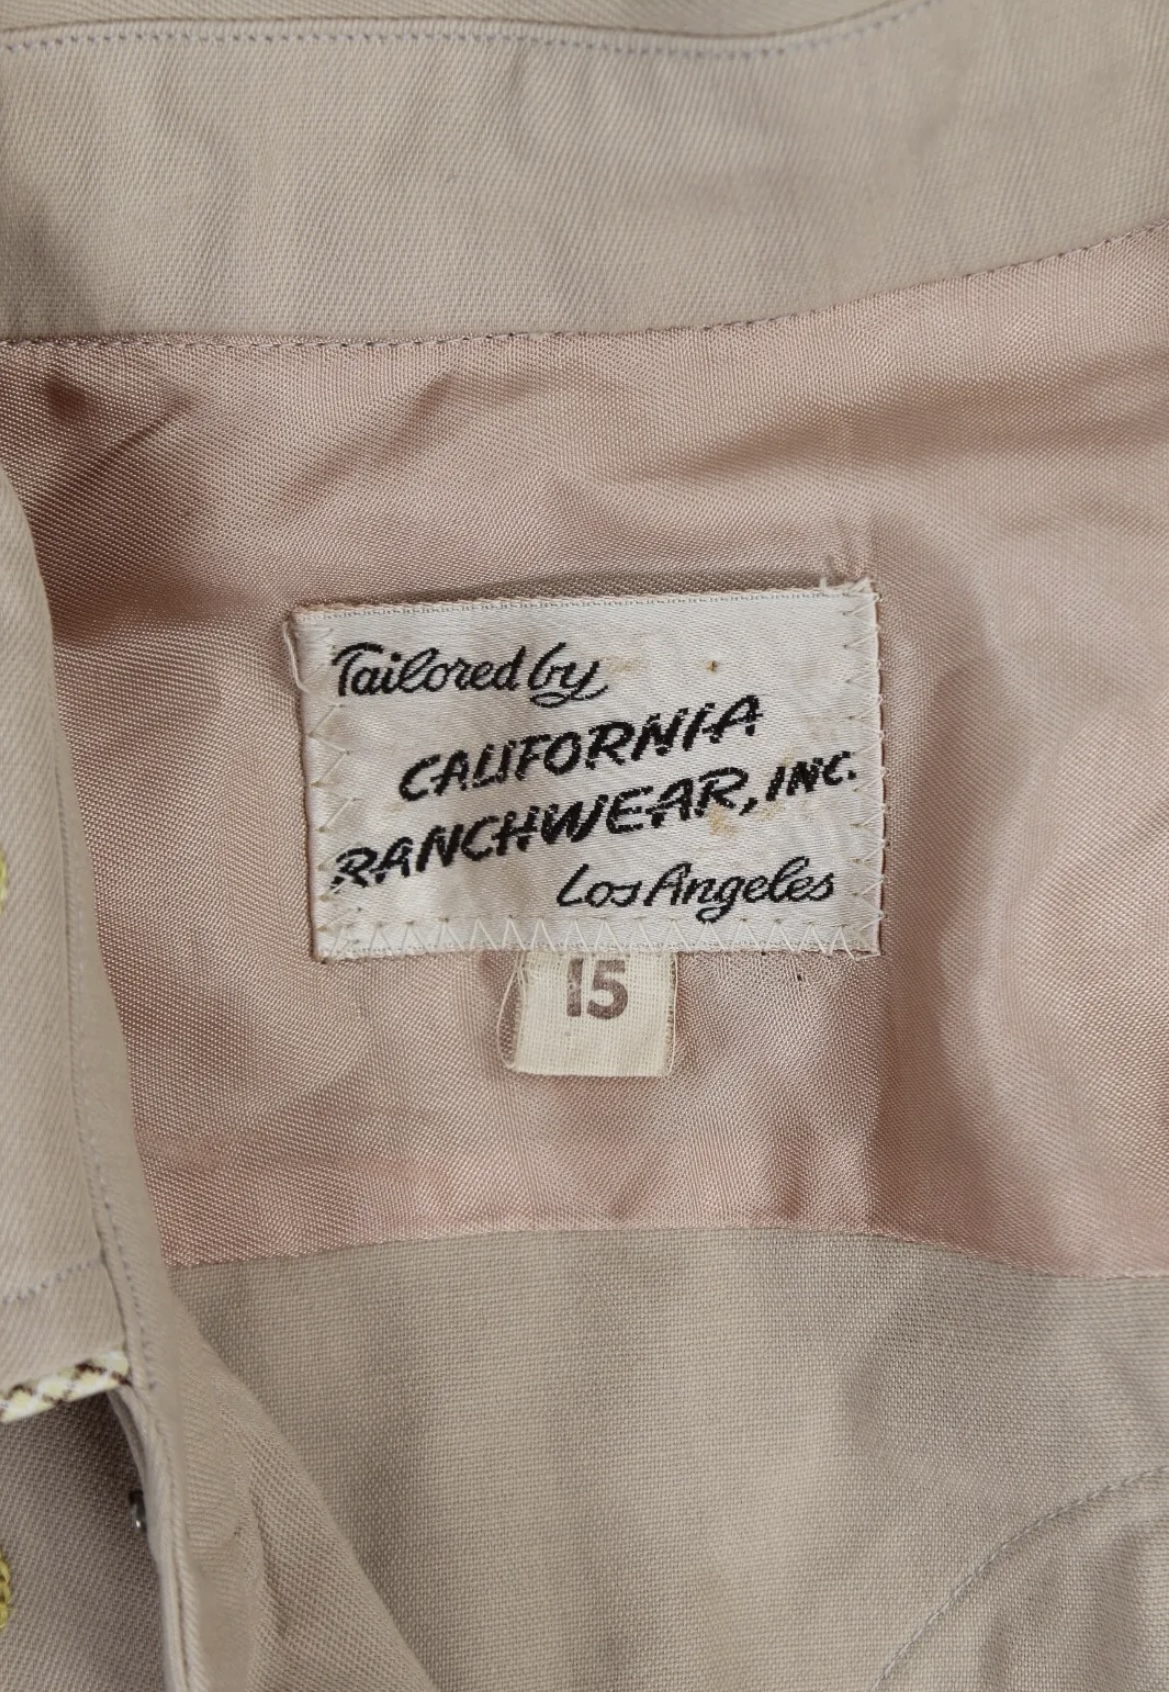 Tailored by
CALIFORNIA
RANCHWEAR, INC.
Los Angeles
15